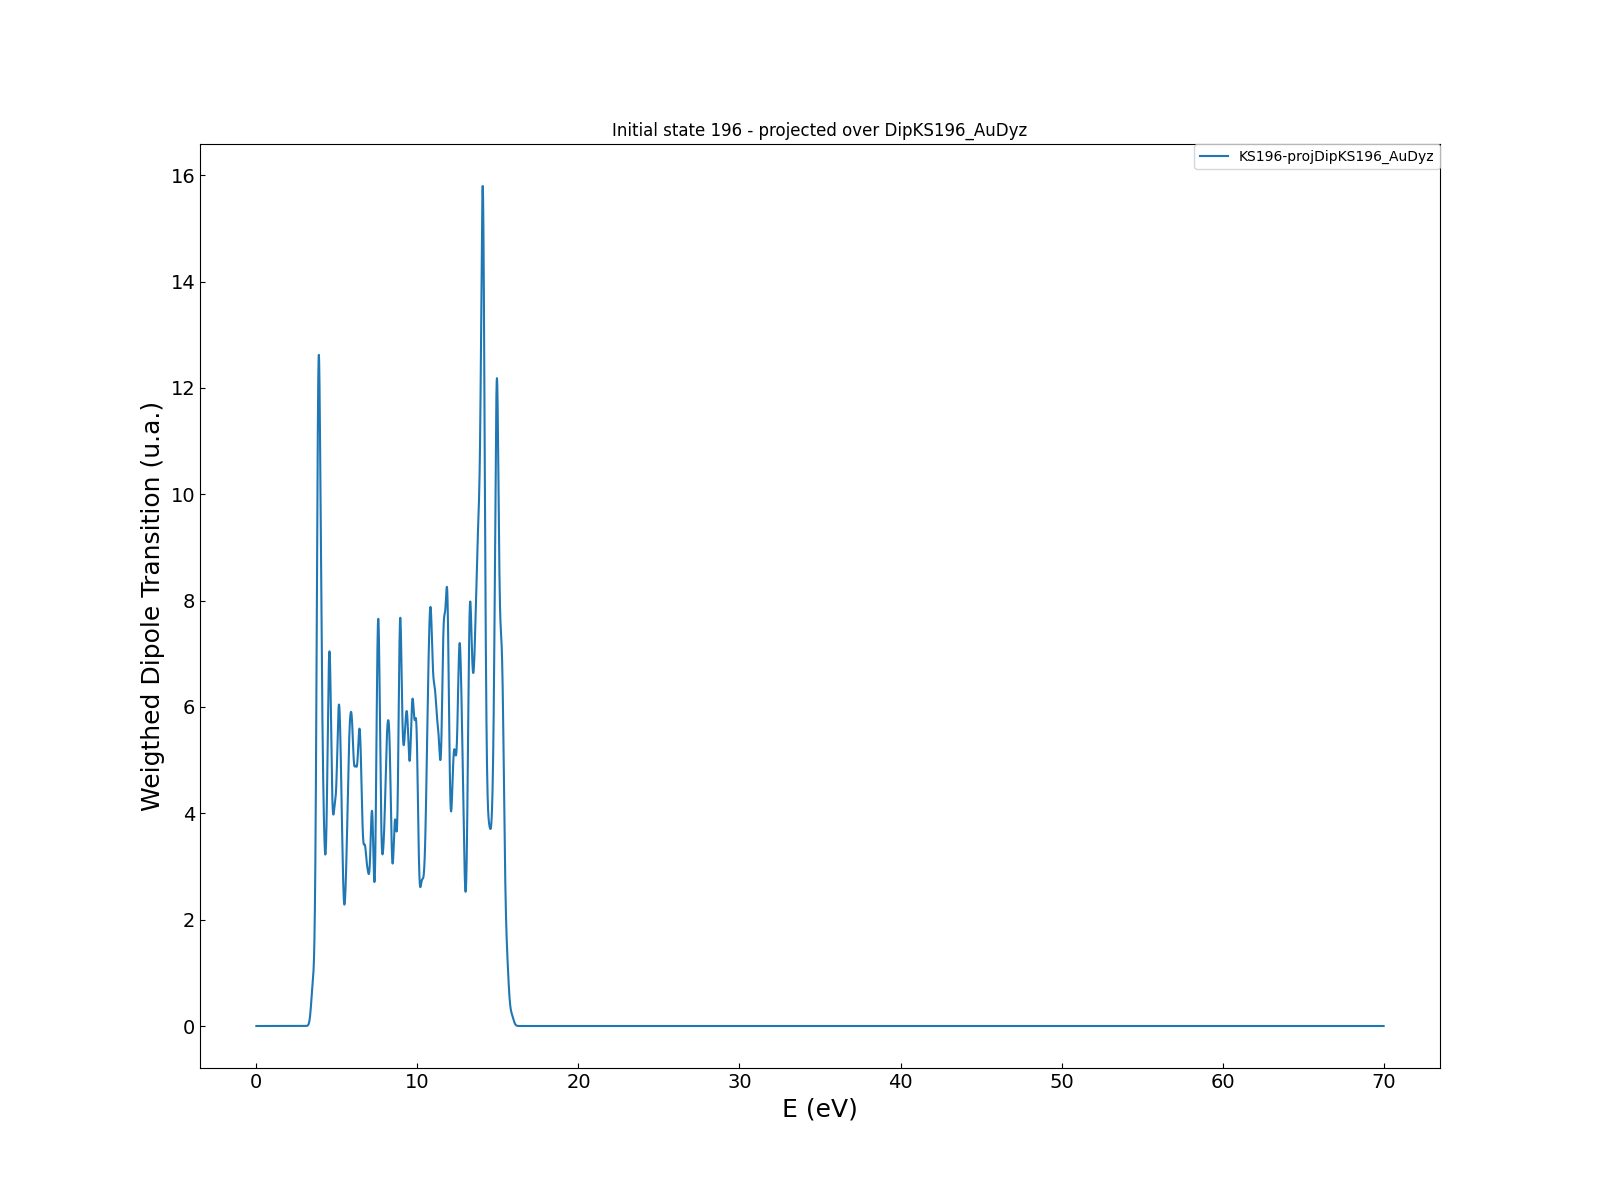 Initial state 196 - projected over DipKS196_AuDyz
KS196-projDipKS196_AuDyz
Weigthed Dipole Transition (u.a.)
16
14
12
10
8
6
4
2
0
0 10 20 30 40 50 60 70
E (eV)